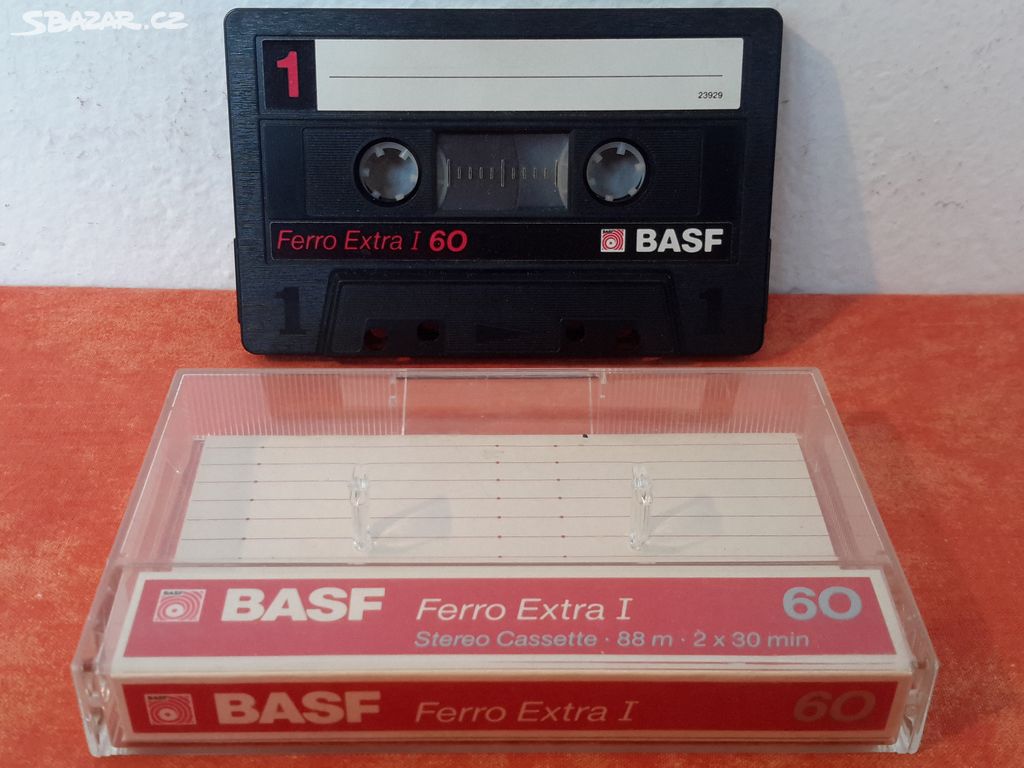 SBAZAR.CZ
1
23929
Ferro Extra I 60
BASF
1 1
BASF Ferro Extra I 60
Stereo Cassette · 88 m · 2 x 30 min
BASF Ferro Extra I 60